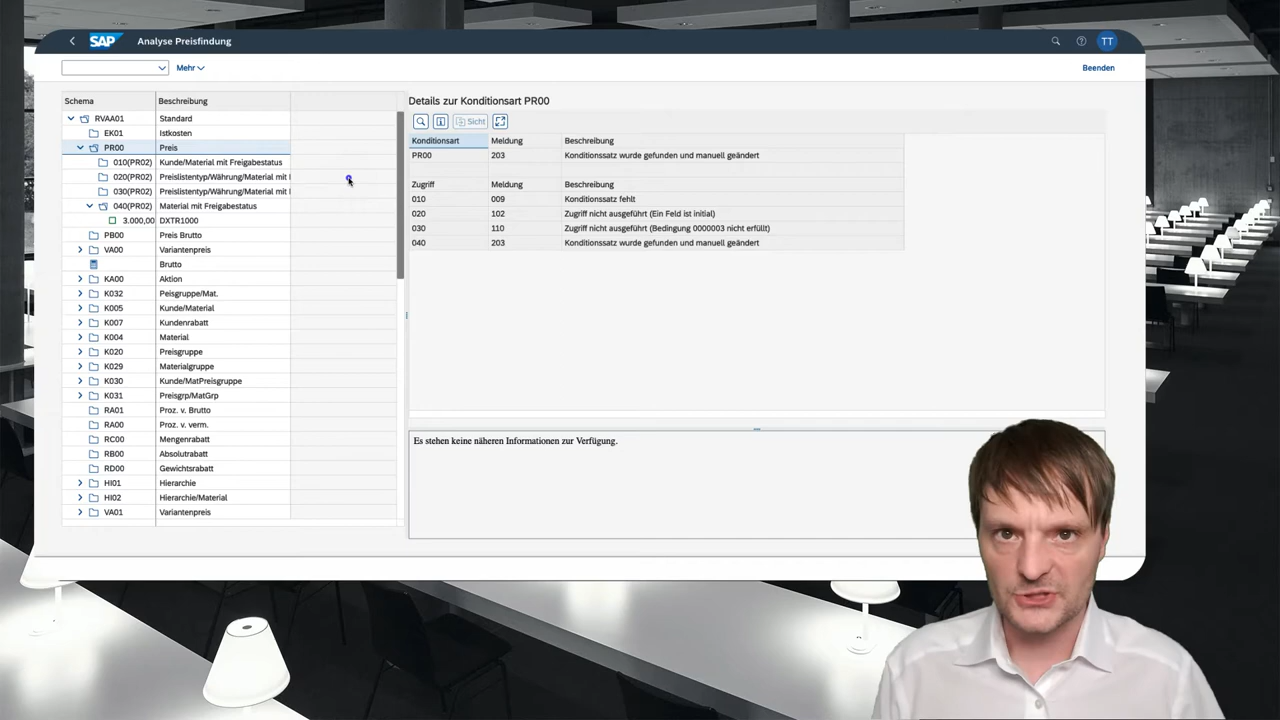 SAP Analyse Preisfindung TT
Mehr Beenden
Schema Beschreibung
RVAA01 Standard
EK01 Istkosten
PR00 Preis
010(PR02) Kunde/Material mit Freigabestatus
020(PR02) Preislistentyp/Währung/Material mit
030(PR02) Preislistentyp/Währung/Material mit
040(PR02) Material mit Freigabestatus
3.000,00 DXTR1000
PB00 Preis Brutto
VA00 Variantenpreis
Brutto
KA00 Aktion
K032 Peisgruppe/Mat.
K005 Kunde/Material
K007 Kundenrabatt
K004 Material
K020 Preisgruppe
K029 Materialgruppe
K030 Kunde/MatPreisgruppe
K031 Preisgrp/MatGrp
RA01 Proz. v. Brutto
RA00 Proz. v. verm.
RC00 Mengenrabatt
RB00 Absolutrabatt
RD00 Gewichtsrabatt
HI01 Hierarchie
HI02 Hierarchie/Material
VA01 Variantenpreis
Details zur Konditionsart PR00
Sicht
Konditionsart Meldung Beschreibung
PR00 203 Konditionssatz wurde gefunden und manuell geändert
Zugriff Meldung Beschreibung
010 009 Konditionssatz fehlt
020 102 Zugriff nicht ausgeführt (Ein Feld ist initial)
030 110 Zugriff nicht ausgeführt (Bedingung 0000003 nicht erfüllt)
040 203 Konditionssatz wurde gefunden und manuell geändert
Es stehen keine näheren Informationen zur Verfügung.